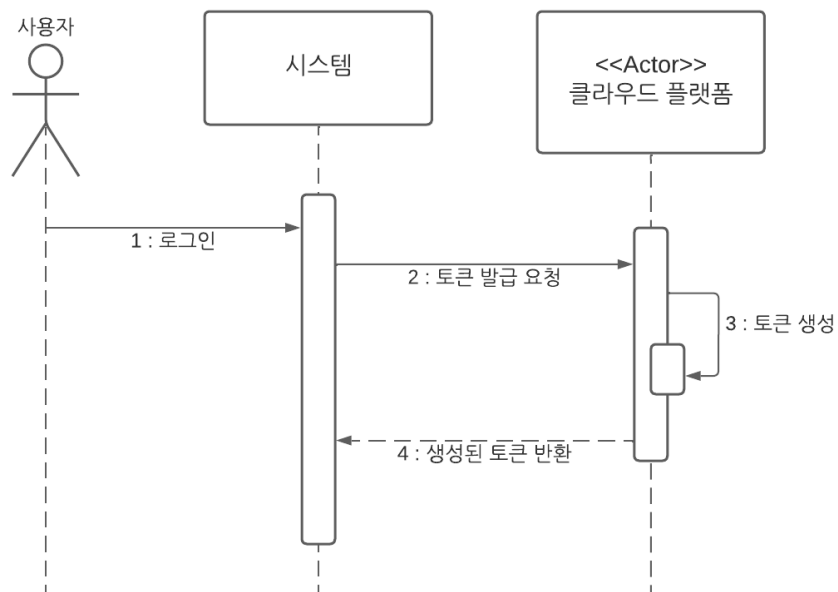 사용자
시스템
<<Actor>>
클라우드 플랫폼
1 : 로그인
2 : 토큰 발급 요청
3 : 토큰 생성
4 : 생성된 토큰 반환